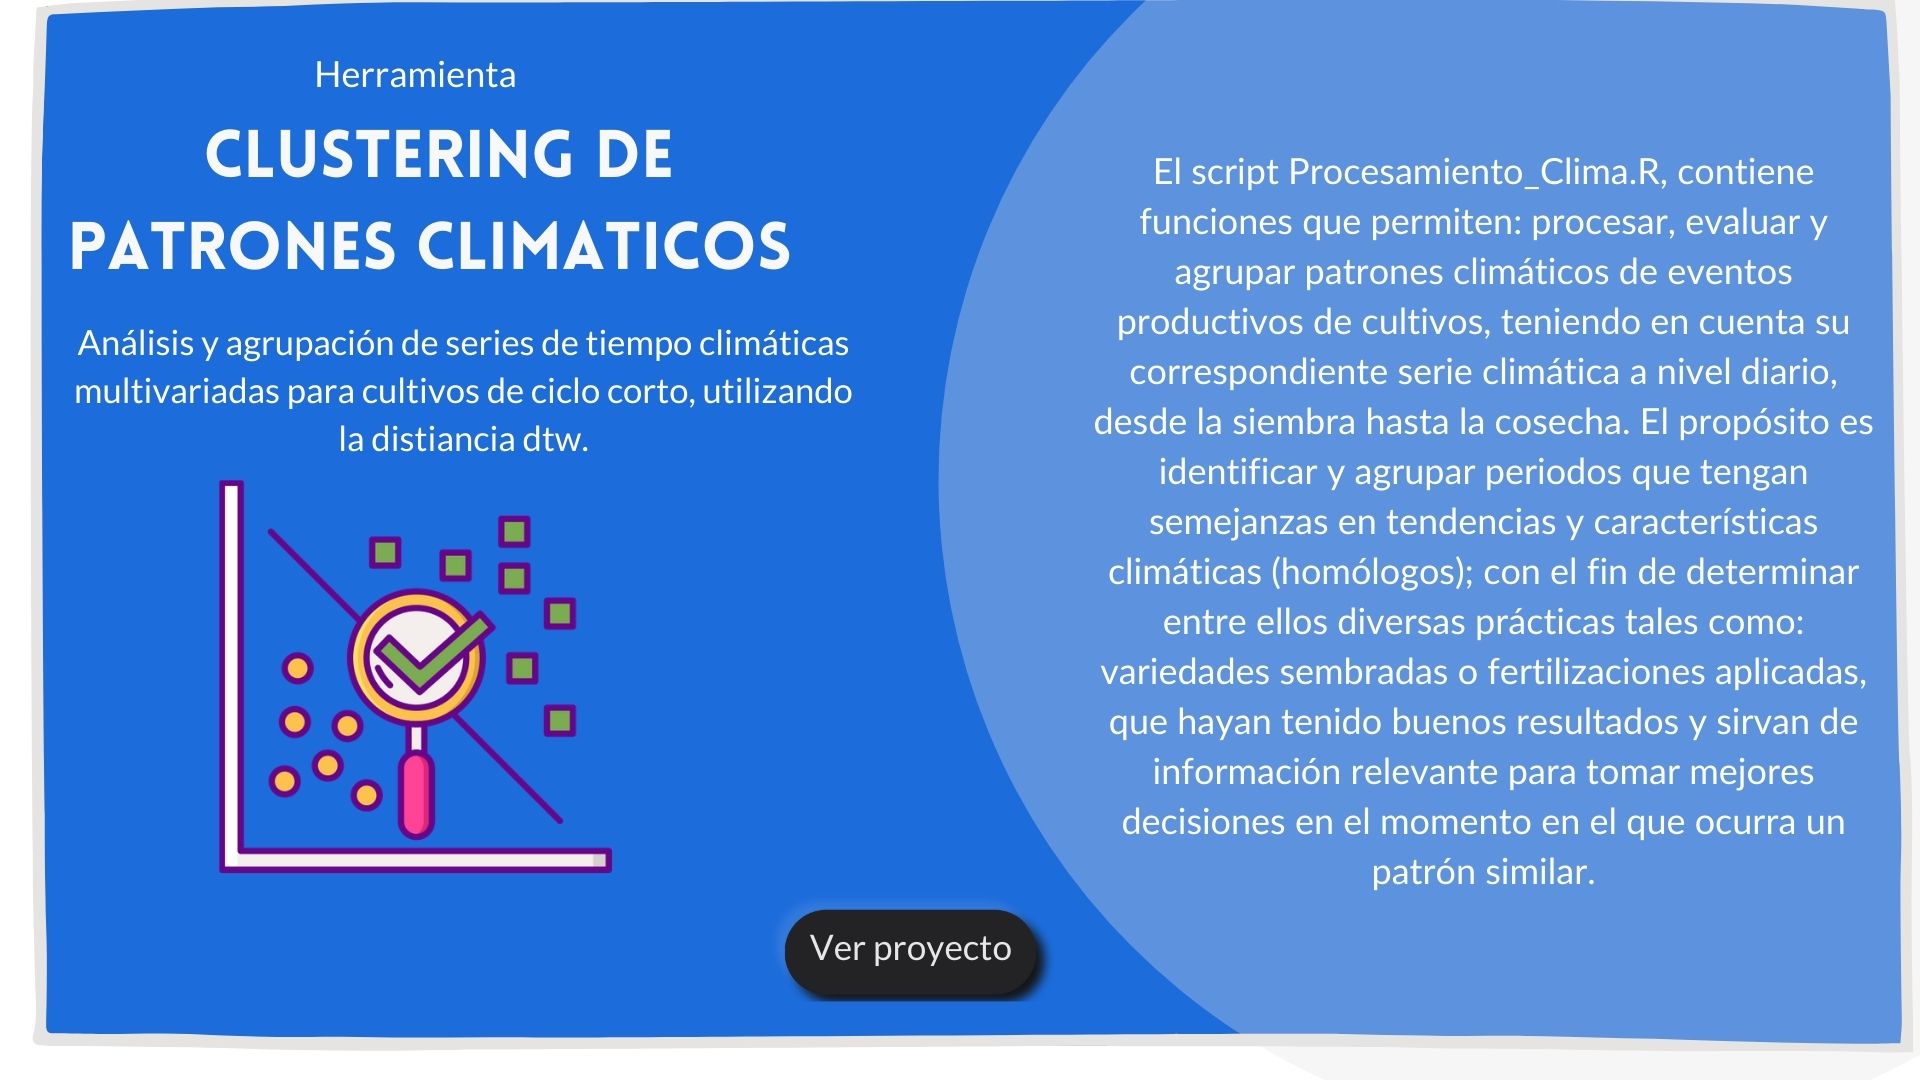 Herramienta
CLUSTERING DE
PATRONES CLIMATICOS
Análisis y agrupación de series de tiempo climáticas
multivariadas para cultivos de ciclo corto, utilizando
la distiancia dtw.
El script Procesamiento_Clima.R, contiene
funciones que permiten: procesar, evaluar y
agrupar patrones climáticos de eventos
productivos de cultivos, teniendo en cuenta su
correspondiente serie climática a nivel diario,
desde la siembra hasta la cosecha. El propósito es
identificar y agrupar periodos que tengan
semejanzas en tendencias y características
climáticas (homólogos); con el fin de determinar
entre ellos diversas prácticas tales como:
variedades sembradas o fertilizaciones aplicadas,
que hayan tenido buenos resultados y sirvan de
información relevante para tomar mejores
decisiones en el momento en el que ocurra un
patrón similar.
Ver proyecto